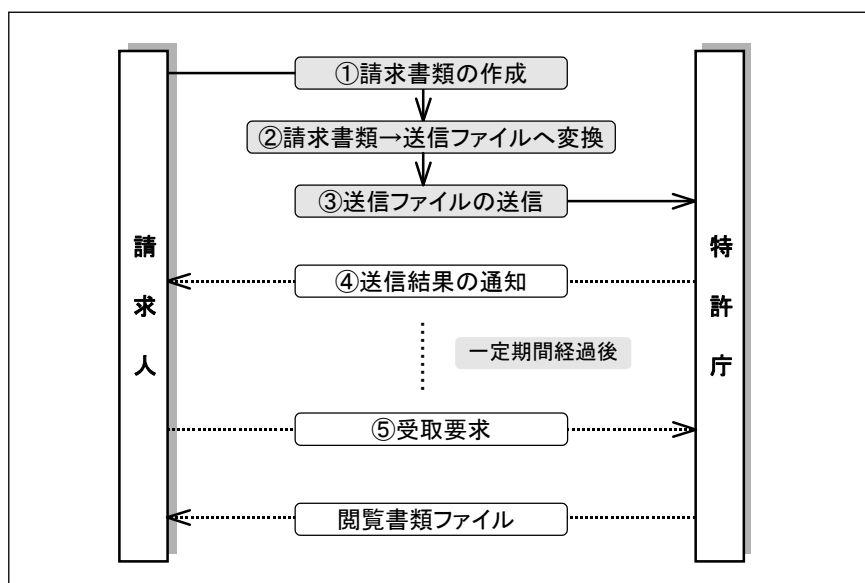 ①請求書類の作成
②請求書類→送信ファイルへ変換
③送信ファイルの送信
請求人
特許庁
④送信結果の通知
一定期間経過後
⑤受取要求
閲覧書類ファイル